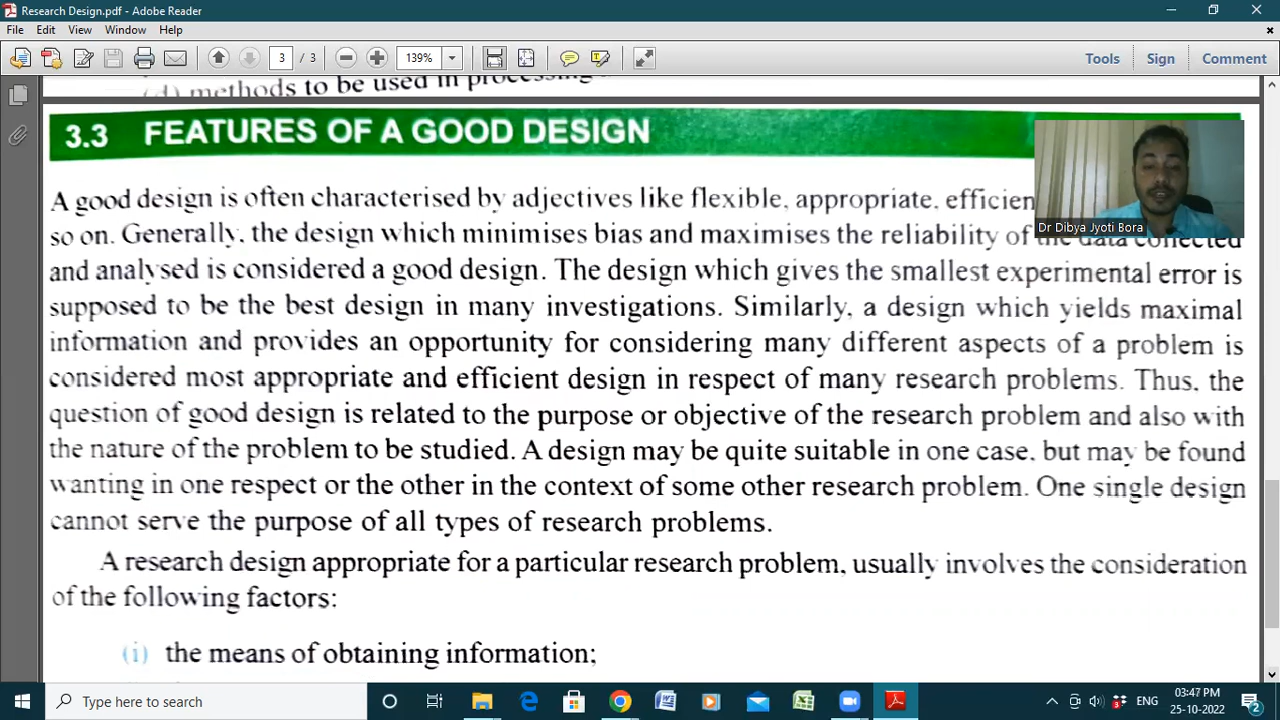 Research Design.pdf - Adobe Reader
File Edit View Window Help
3 / 3 139% Tools Sign Comment
(d) methods to be used in processing
3.3 FEATURES OF A GOOD DESIGN
A good design is often characterised by adjectives like flexible, appropriate, efficien
so on. Generally, the design which minimises bias and maximises the reliability of the data collected
and analysed is considered a good design. The design which gives the smallest experimental error is
supposed to be the best design in many investigations. Similarly, a design which yields maximal
information and provides an opportunity for considering many different aspects of a problem is
considered most appropriate and efficient design in respect of many research problems. Thus, the
question of good design is related to the purpose or objective of the research problem and also with
the nature of the problem to be studied. A design may be quite suitable in one case, but may be found
wanting in one respect or the other in the context of some other research problem. One single design
cannot serve the purpose of all types of research problems.
A research design appropriate for a particular research problem, usually involves the consideration
of the following factors:
(i) the means of obtaining information;
Dr Dibya Jyoti Bora
Type here to search
ENG
03:47 PM
25-10-2022
2